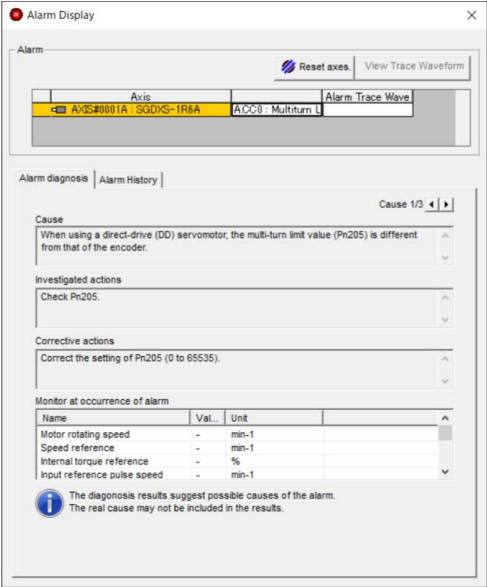 Alarm Display
Alarm
Reset axes.
View Trace Waveform
Axis
Alarm Trace Wave
AXIS#0001A : SGDXS-1R6A
A.CC0 : Multiturn L
Alarm diagnosis
Alarm History
Cause 1/3
Cause
When using a direct-drive (DD) servomotor, the multi-turn limit value (Pn205) is different
from that of the encoder.
Investigated actions
Check Pn205.
Corrective actions
Correct the setting of Pn205 (0 to 65535).
Monitor at occurrence of alarm
Name Val... Unit
Motor rotating speed - min-1
Speed reference - min-1
Internal torque reference - %
Input reference pulse speed - min-1
The diagonosis results suggest possible causes of the alarm.
The real cause may not be included in the results.